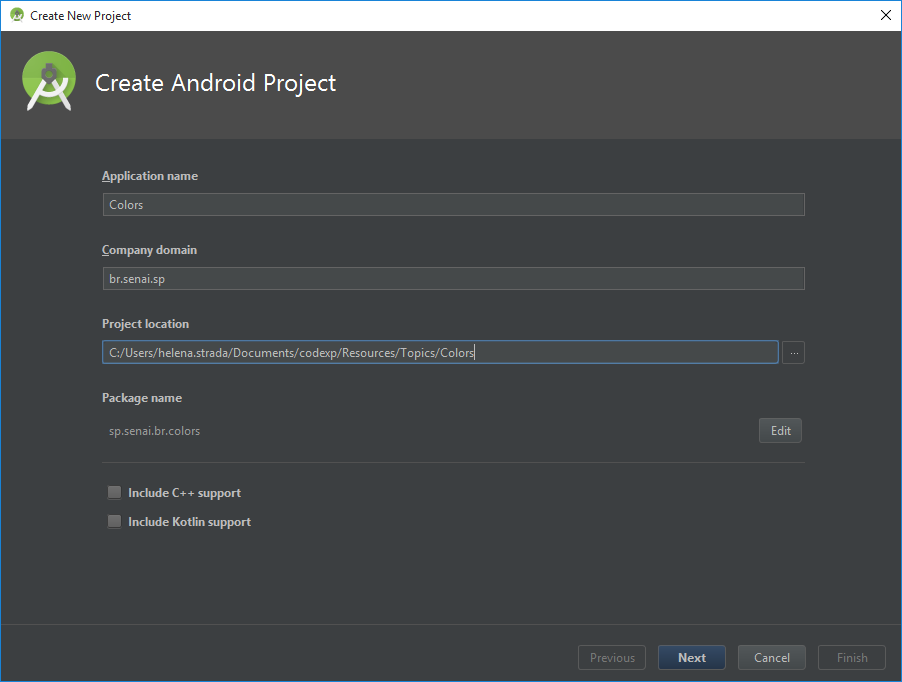 Create New Project
Create Android Project
Application name
Colors
Company domain
br.senai.sp
Project location
C:/Users/helena.strada/Documents/codexp/Resources/Topics/Colors
...
Package name
sp.senai.br.colors
Edit
Include C++ support
Include Kotlin support
Previous Next Cancel Finish